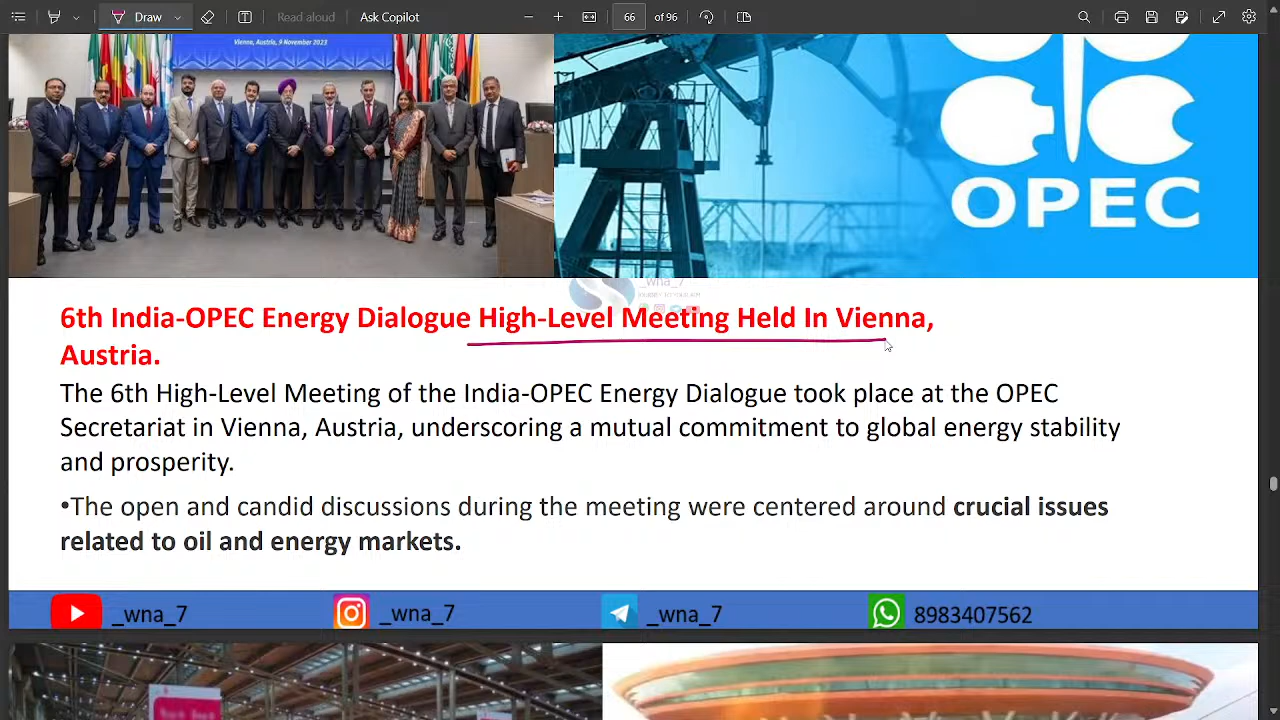 Draw
Read aloud
Ask Copilot
66 of 96
Vienna, Austria, 9 November 2023
OPEC
_wna_7
6th India-OPEC Energy Dialogue High-Level Meeting Held In Vienna,
Austria.
The 6th High-Level Meeting of the India-OPEC Energy Dialogue took place at the OPEC
Secretariat in Vienna, Austria, underscoring a mutual commitment to global energy stability
and prosperity.
•The open and candid discussions during the meeting were centered around crucial issues
related to oil and energy markets.
_wna_7
_wna_7
_wna_7
8983407562